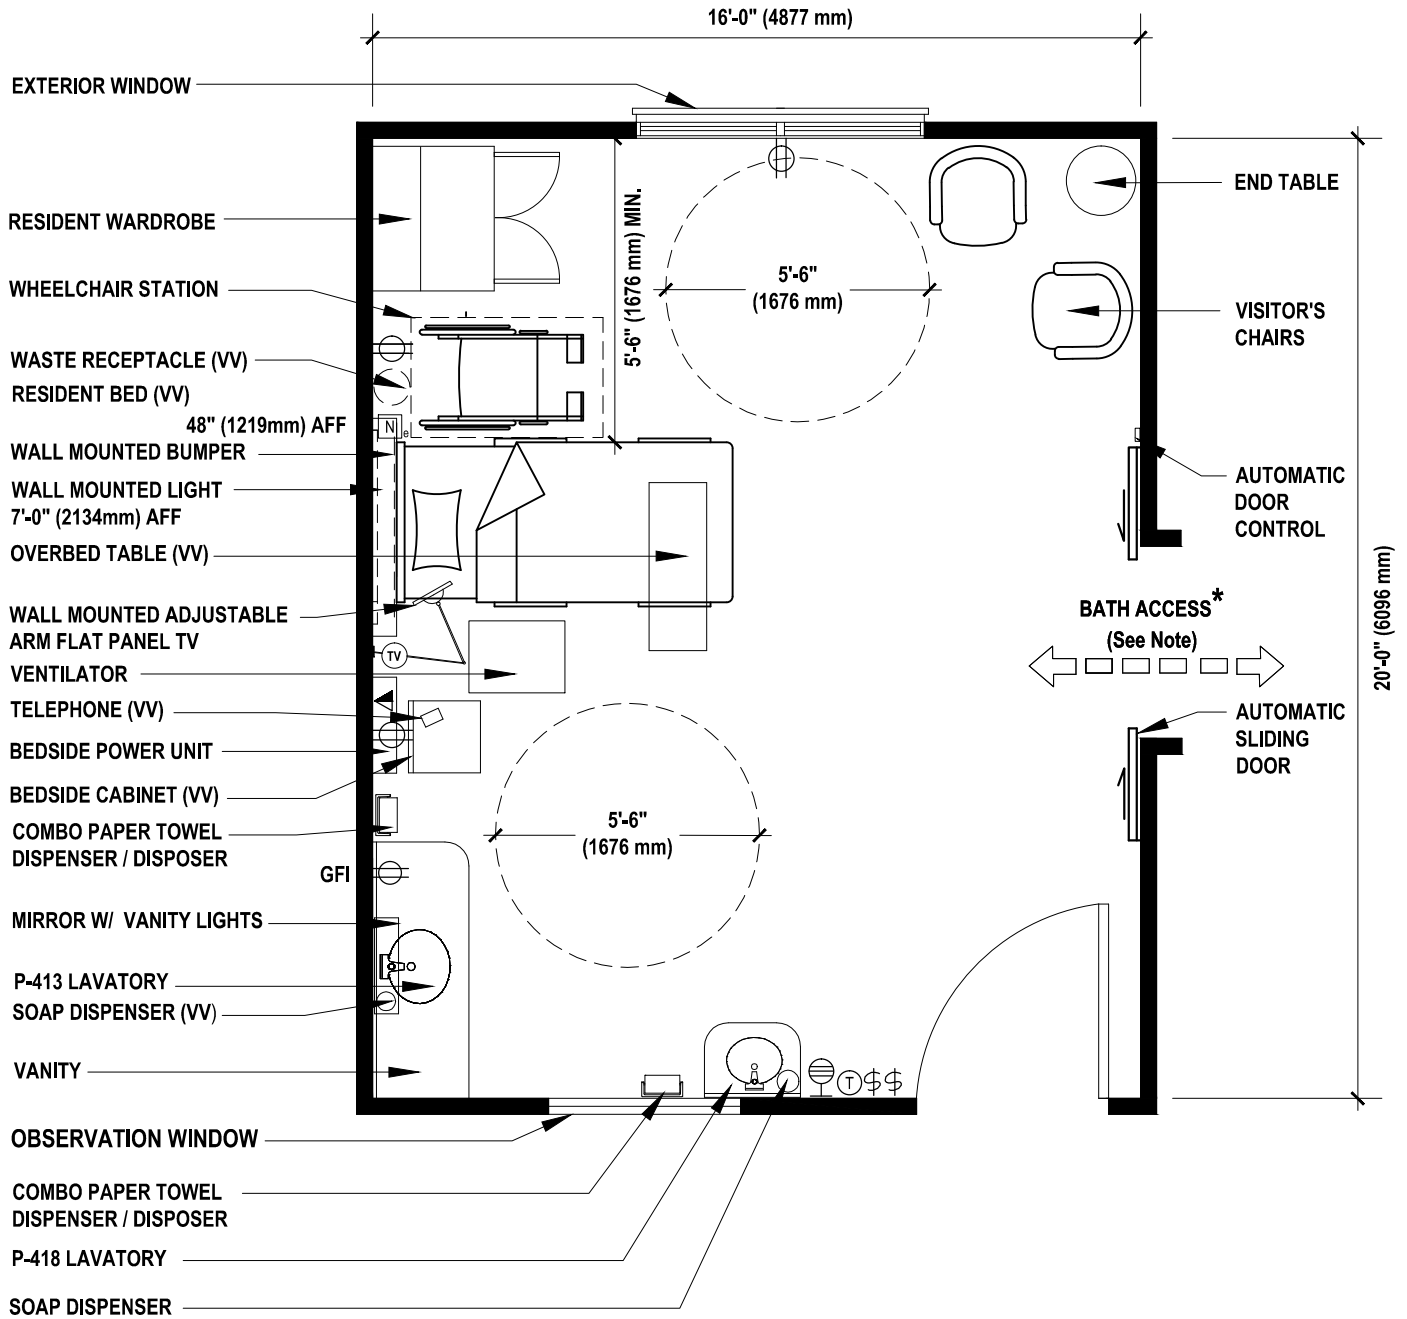 16'-0" (4877 mm)
EXTERIOR WINDOW
RESIDENT WARDROBE
WHEELCHAIR STATION
WASTE RECEPTACLE (VV)
RESIDENT BED (VV)
48" (1219mm) AFF
WALL MOUNTED BUMPER
WALL MOUNTED LIGHT
7'-0" (2134mm) AFF
OVERBED TABLE (VV)
WALL MOUNTED ADJUSTABLE
ARM FLAT PANEL TV
VENTILATOR
TELEPHONE (VV)
BEDSIDE POWER UNIT
BEDSIDE CABINET (VV)
COMBO PAPER TOWEL
DISPENSER / DISPOSER
GFI
MIRROR W/ VANITY LIGHTS
P-413 LAVATORY
SOAP DISPENSER (VV)
VANITY
OBSERVATION WINDOW
COMBO PAPER TOWEL
DISPENSER / DISPOSER
P-418 LAVATORY
SOAP DISPENSER
5'-6" (1676 mm) MIN.
5'-6"
(1676 mm)
N
e
TV
5'-6"
(1676 mm)
T
$$
END TABLE
VISITOR'S
CHAIRS
AUTOMATIC
DOOR
CONTROL
BATH ACCESS*
(See Note)
AUTOMATIC
SLIDING
DOOR
20'-0" (6096 mm)